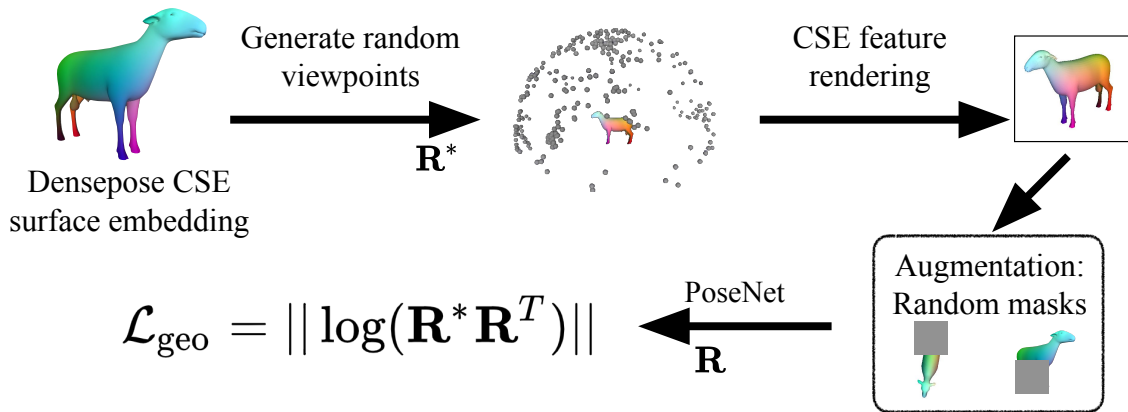 Generate random
viewpoints
R*
CSE feature
rendering
Densepose CSE
surface embedding
Augmentation:
Random masks
PoseNet
R
𝓛_geo = || log(R* R^T)||